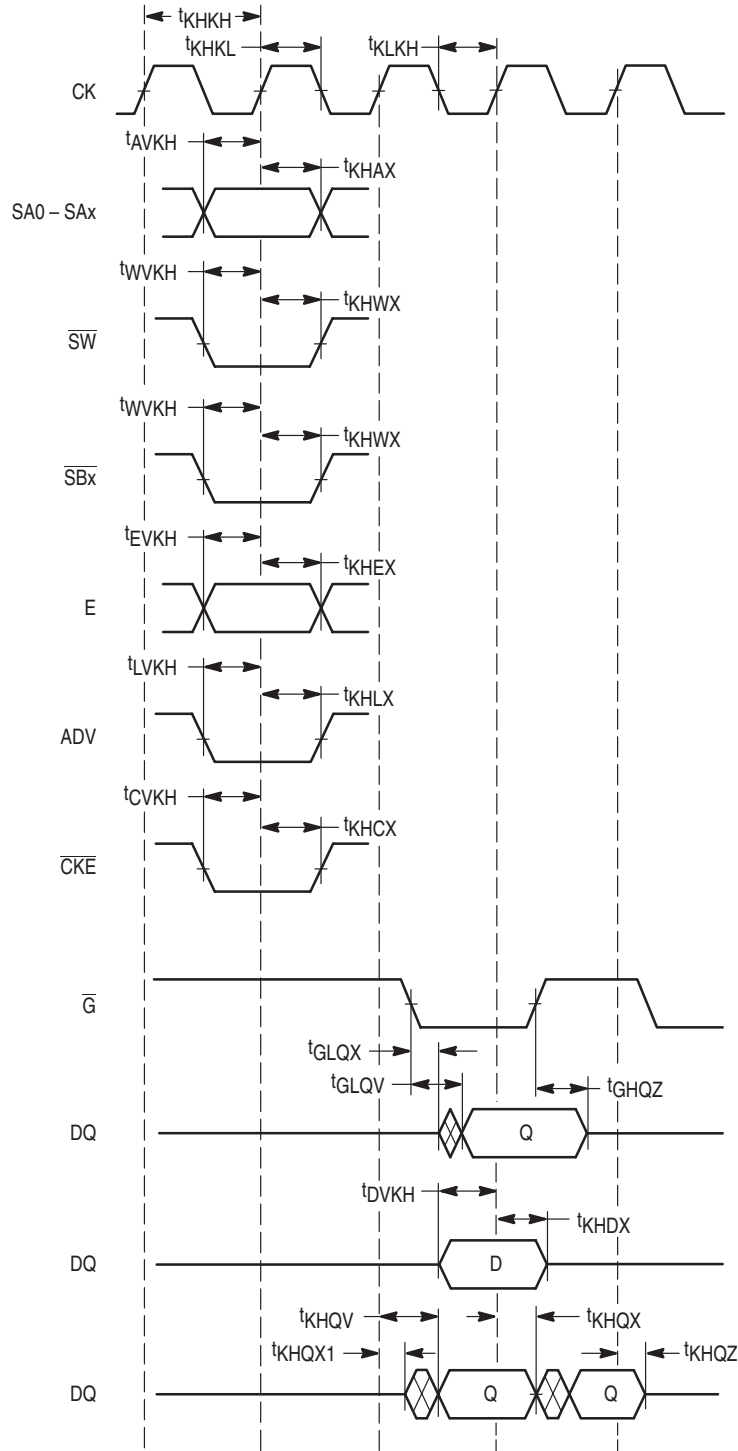 tKHKH
tKHKL
tKLKH
CK
tAVKH
tKHAX
SA0 – SAx
tWVKH
tKHWX
SW
tWVKH
tKHWX
SBx
tEVKH
tKHEX
E
tLVKH
tKHLX
ADV
tCVKH
tKHCX
CKE
G
tGLQX
tGLQV
tGHQZ
DQ
Q
tDVKH
tKHDX
DQ
D
tKHQV
tKHQX
tKHQX1
tKHQZ
DQ
Q
Q